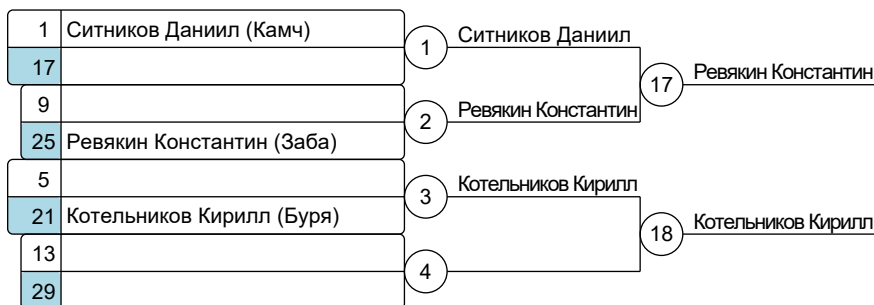 1 Ситников Даниил (Камч)
17
1 Ситников Даниил
9
25 Ревякин Константин (Заба)
2 Ревякин Константин
17 Ревякин Константин
5
21 Котельников Кирилл (Буря)
3 Котельников Кирилл
13
29
4
18 Котельников Кирилл